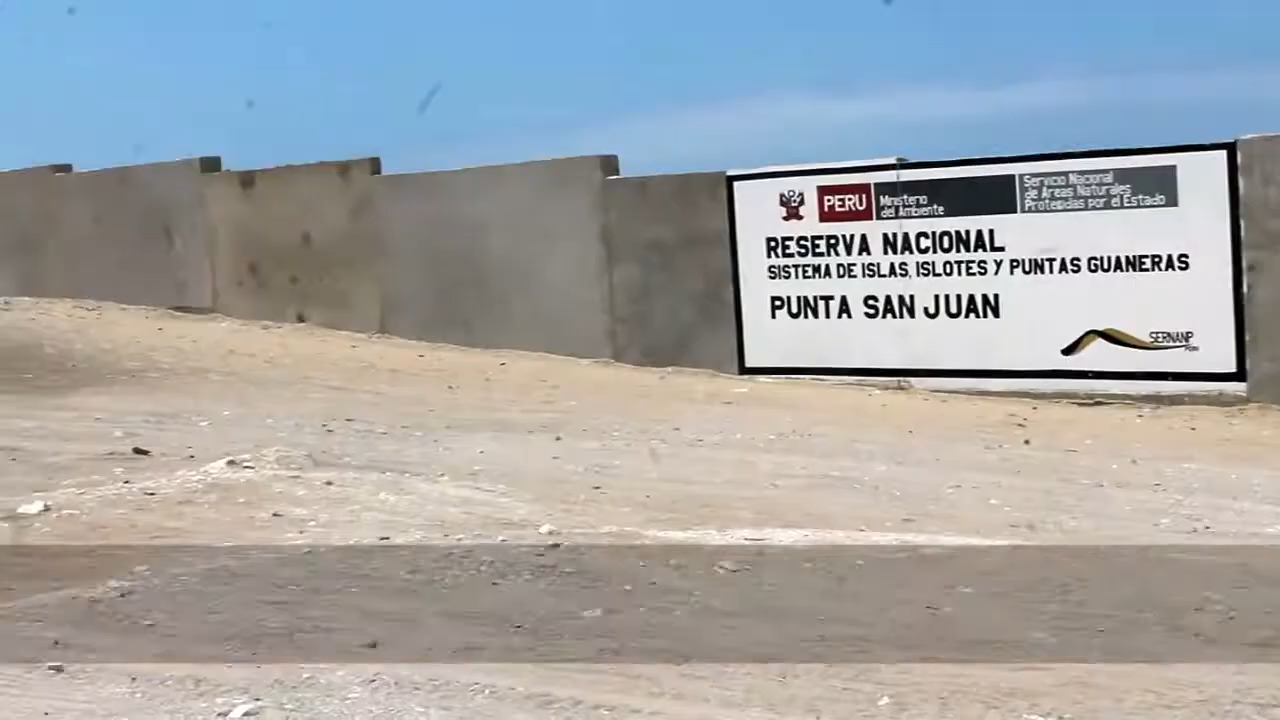 PERU
Ministerio
del Ambiente
Servicio Nacional
de Areas Naturales
Protegidas por el Estado
RESERVA NACIONAL
SISTEMA DE ISLAS, ISLOTES Y PUNTAS GUANERAS
PUNTA SAN JUAN
SERNANP